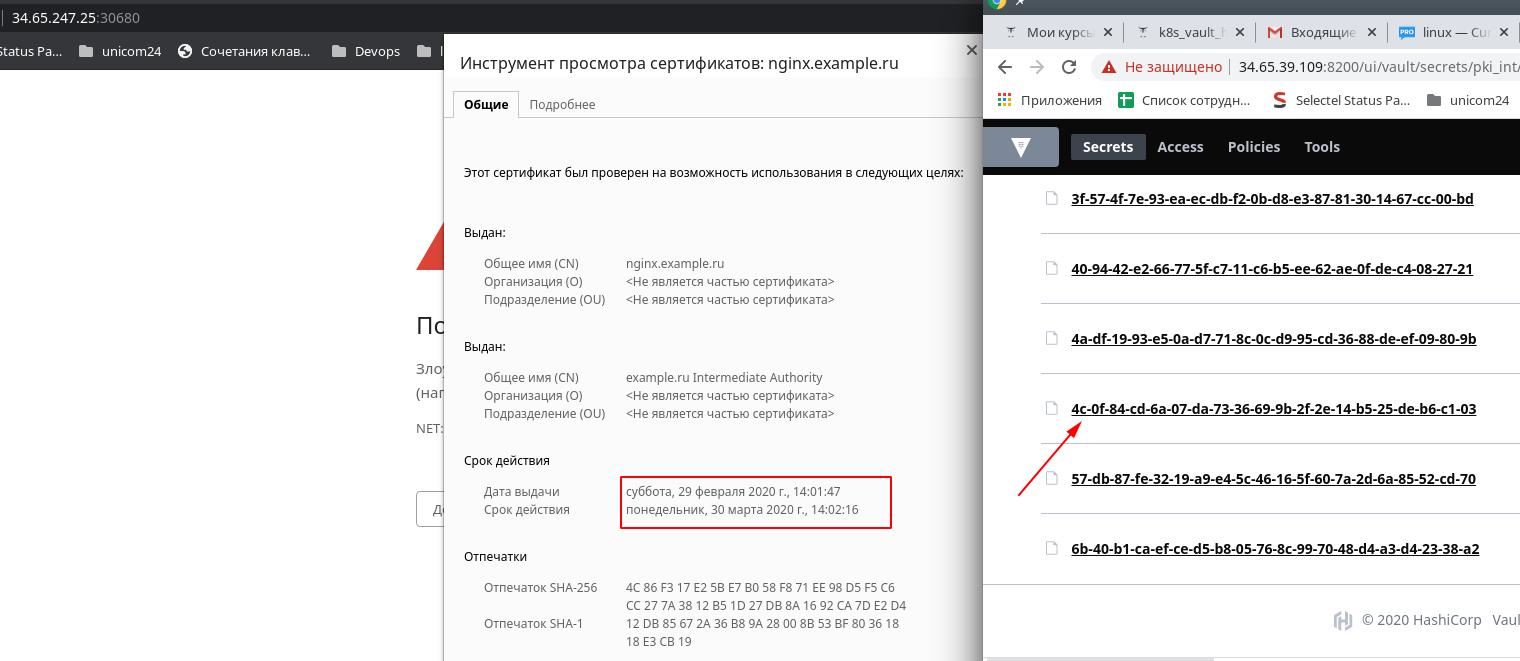 34.65.247.25:30680
Status Pa...
unicom24
Сочетания клав...
Devops
Инструмент просмотра сертификатов: nginx.example.ru
Общие
Подробнее
Этот сертификат был проверен на возможность использования в следующих целях:
Выдан:
Общее имя (CN) nginx.example.ru
Организация (O) <Не является частью сертификата>
Подразделение (OU) <Не является частью сертификата>
Выдан:
Общее имя (CN) example.ru Intermediate Authority
Организация (O) <Не является частью сертификата>
Подразделение (OU) <Не является частью сертификата>
Срок действия
Дата выдачи суббота, 29 февраля 2020 г., 14:01:47
Срок действия понедельник, 30 марта 2020 г., 14:02:16
Отпечатки
Отпечаток SHA-256 4C 86 F3 17 E2 5B E7 B0 58 F8 71 EE 98 D5 F5 C6
CC 27 7A 38 12 B5 1D 27 DB 8A 16 92 CA 7D E2 D4
Отпечаток SHA-1 12 DB 85 67 2A 36 B8 9A 28 00 8B 53 BF 80 36 18
18 E3 CB 19
По
Злоу
(нап
NET:
Мои курсы
k8s_vault_h
Входящие
PRO
linux — Cur
Не защищено
34.65.39.109:8200/ui/vault/secrets/pki_int/
Приложения
Список сотрудн...
Selectel Status Pa...
unicom24
Secrets
Access
Policies
Tools
3f-57-4f-7e-93-ea-ec-db-f2-0b-d8-e3-87-81-30-14-67-cc-00-bd
40-94-42-e2-66-77-5f-c7-11-c6-b5-ee-62-ae-0f-de-c4-08-27-21
4a-df-19-93-e5-0a-d7-71-8c-0c-d9-95-cd-36-88-de-ef-09-80-9b
4c-0f-84-cd-6a-07-da-73-36-69-9b-2f-2e-14-b5-25-de-b6-c1-03
57-db-87-fe-32-19-a9-e4-5c-46-16-5f-60-7a-2d-6a-85-52-cd-70
6b-40-b1-ca-ef-ce-d5-b8-05-76-8c-99-70-48-d4-a3-d4-23-38-a2
© 2020 HashiCorp
Vaul